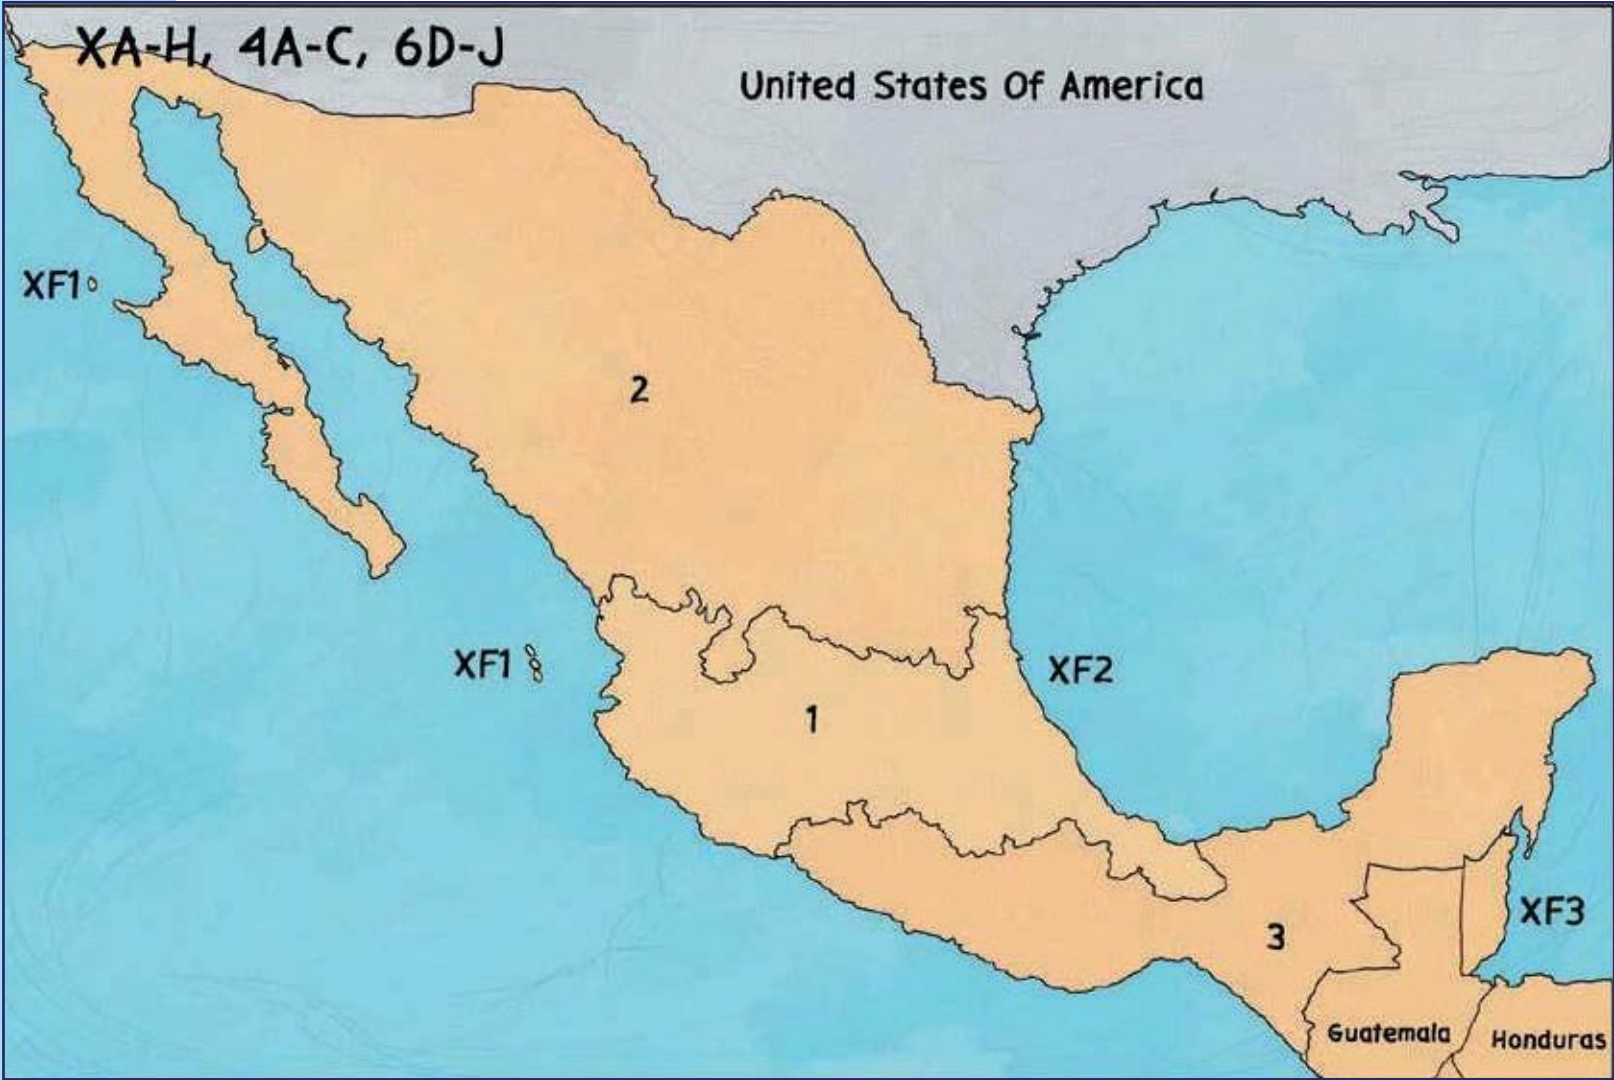 XA-H, 4A-C, 6D-J
United States Of America
XF1
2
XF1
XF2
1
XF3
3
Guatemala
Honduras